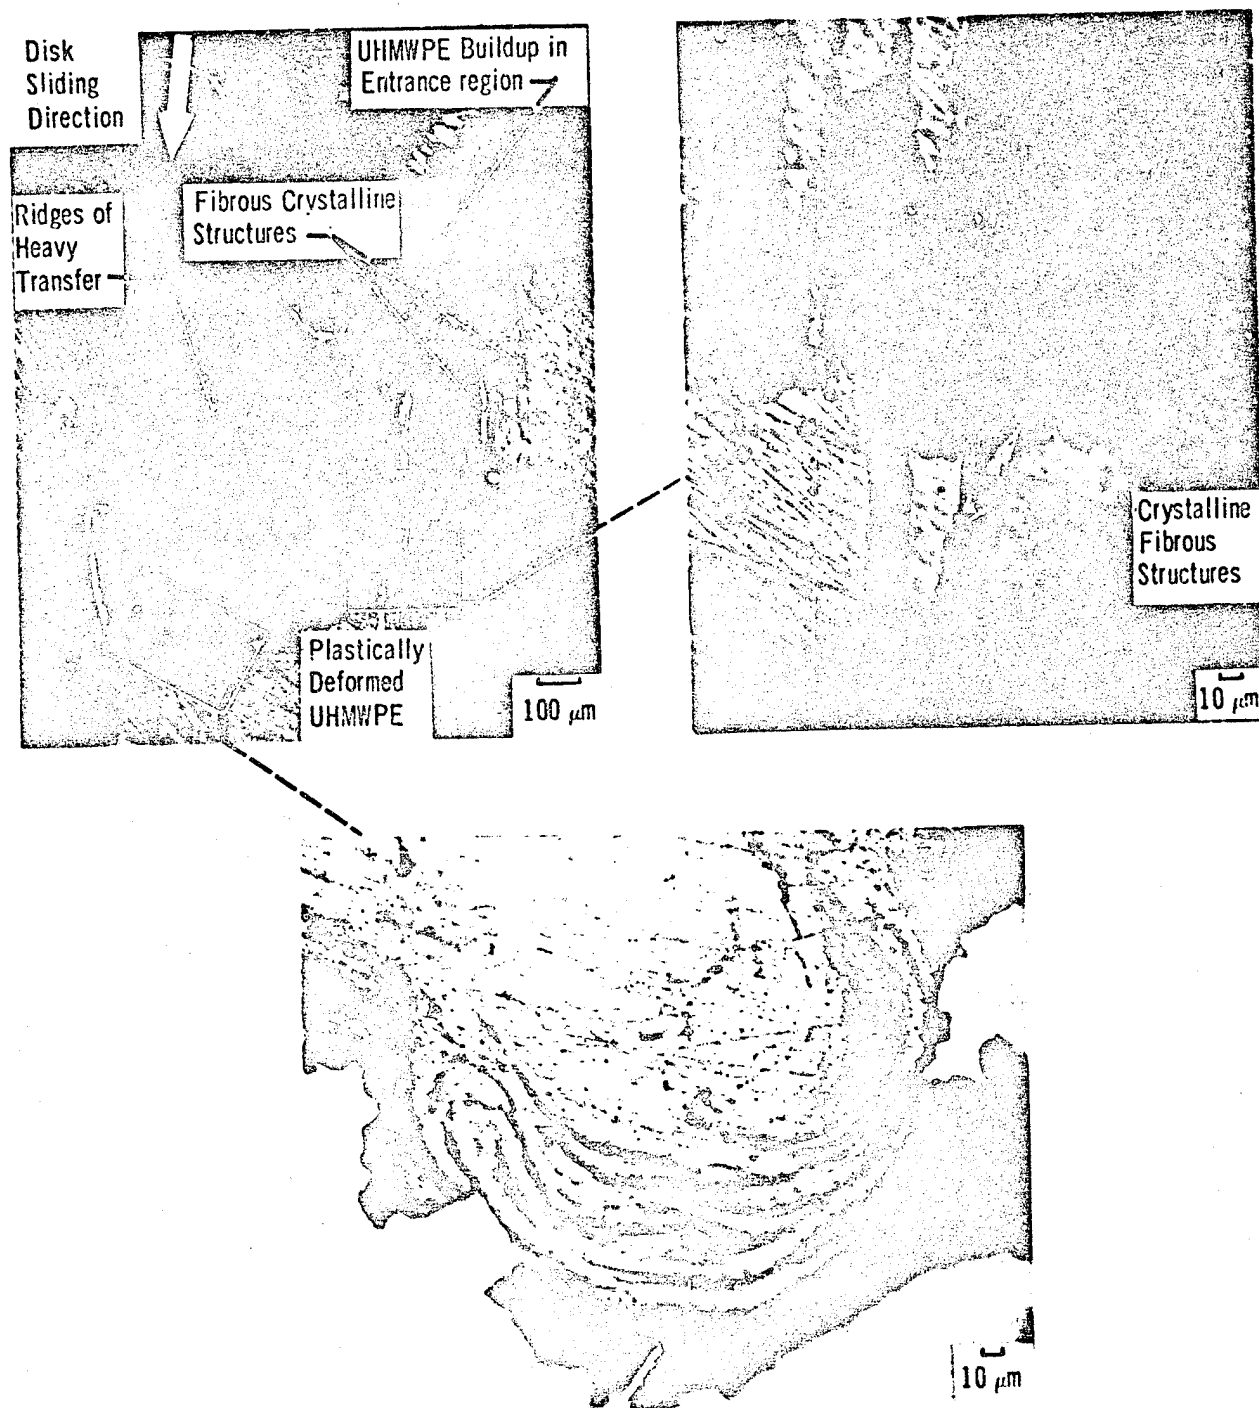 Disk
Sliding
Direction
UHMWPE Buildup in
Entrance region
Ridges of
Heavy
Transfer
Fibrous Crystalline
Structures
Plastically
Deformed
UHMWPE
100 μm
Crystalline
Fibrous
Structures
10 μm
10 μm